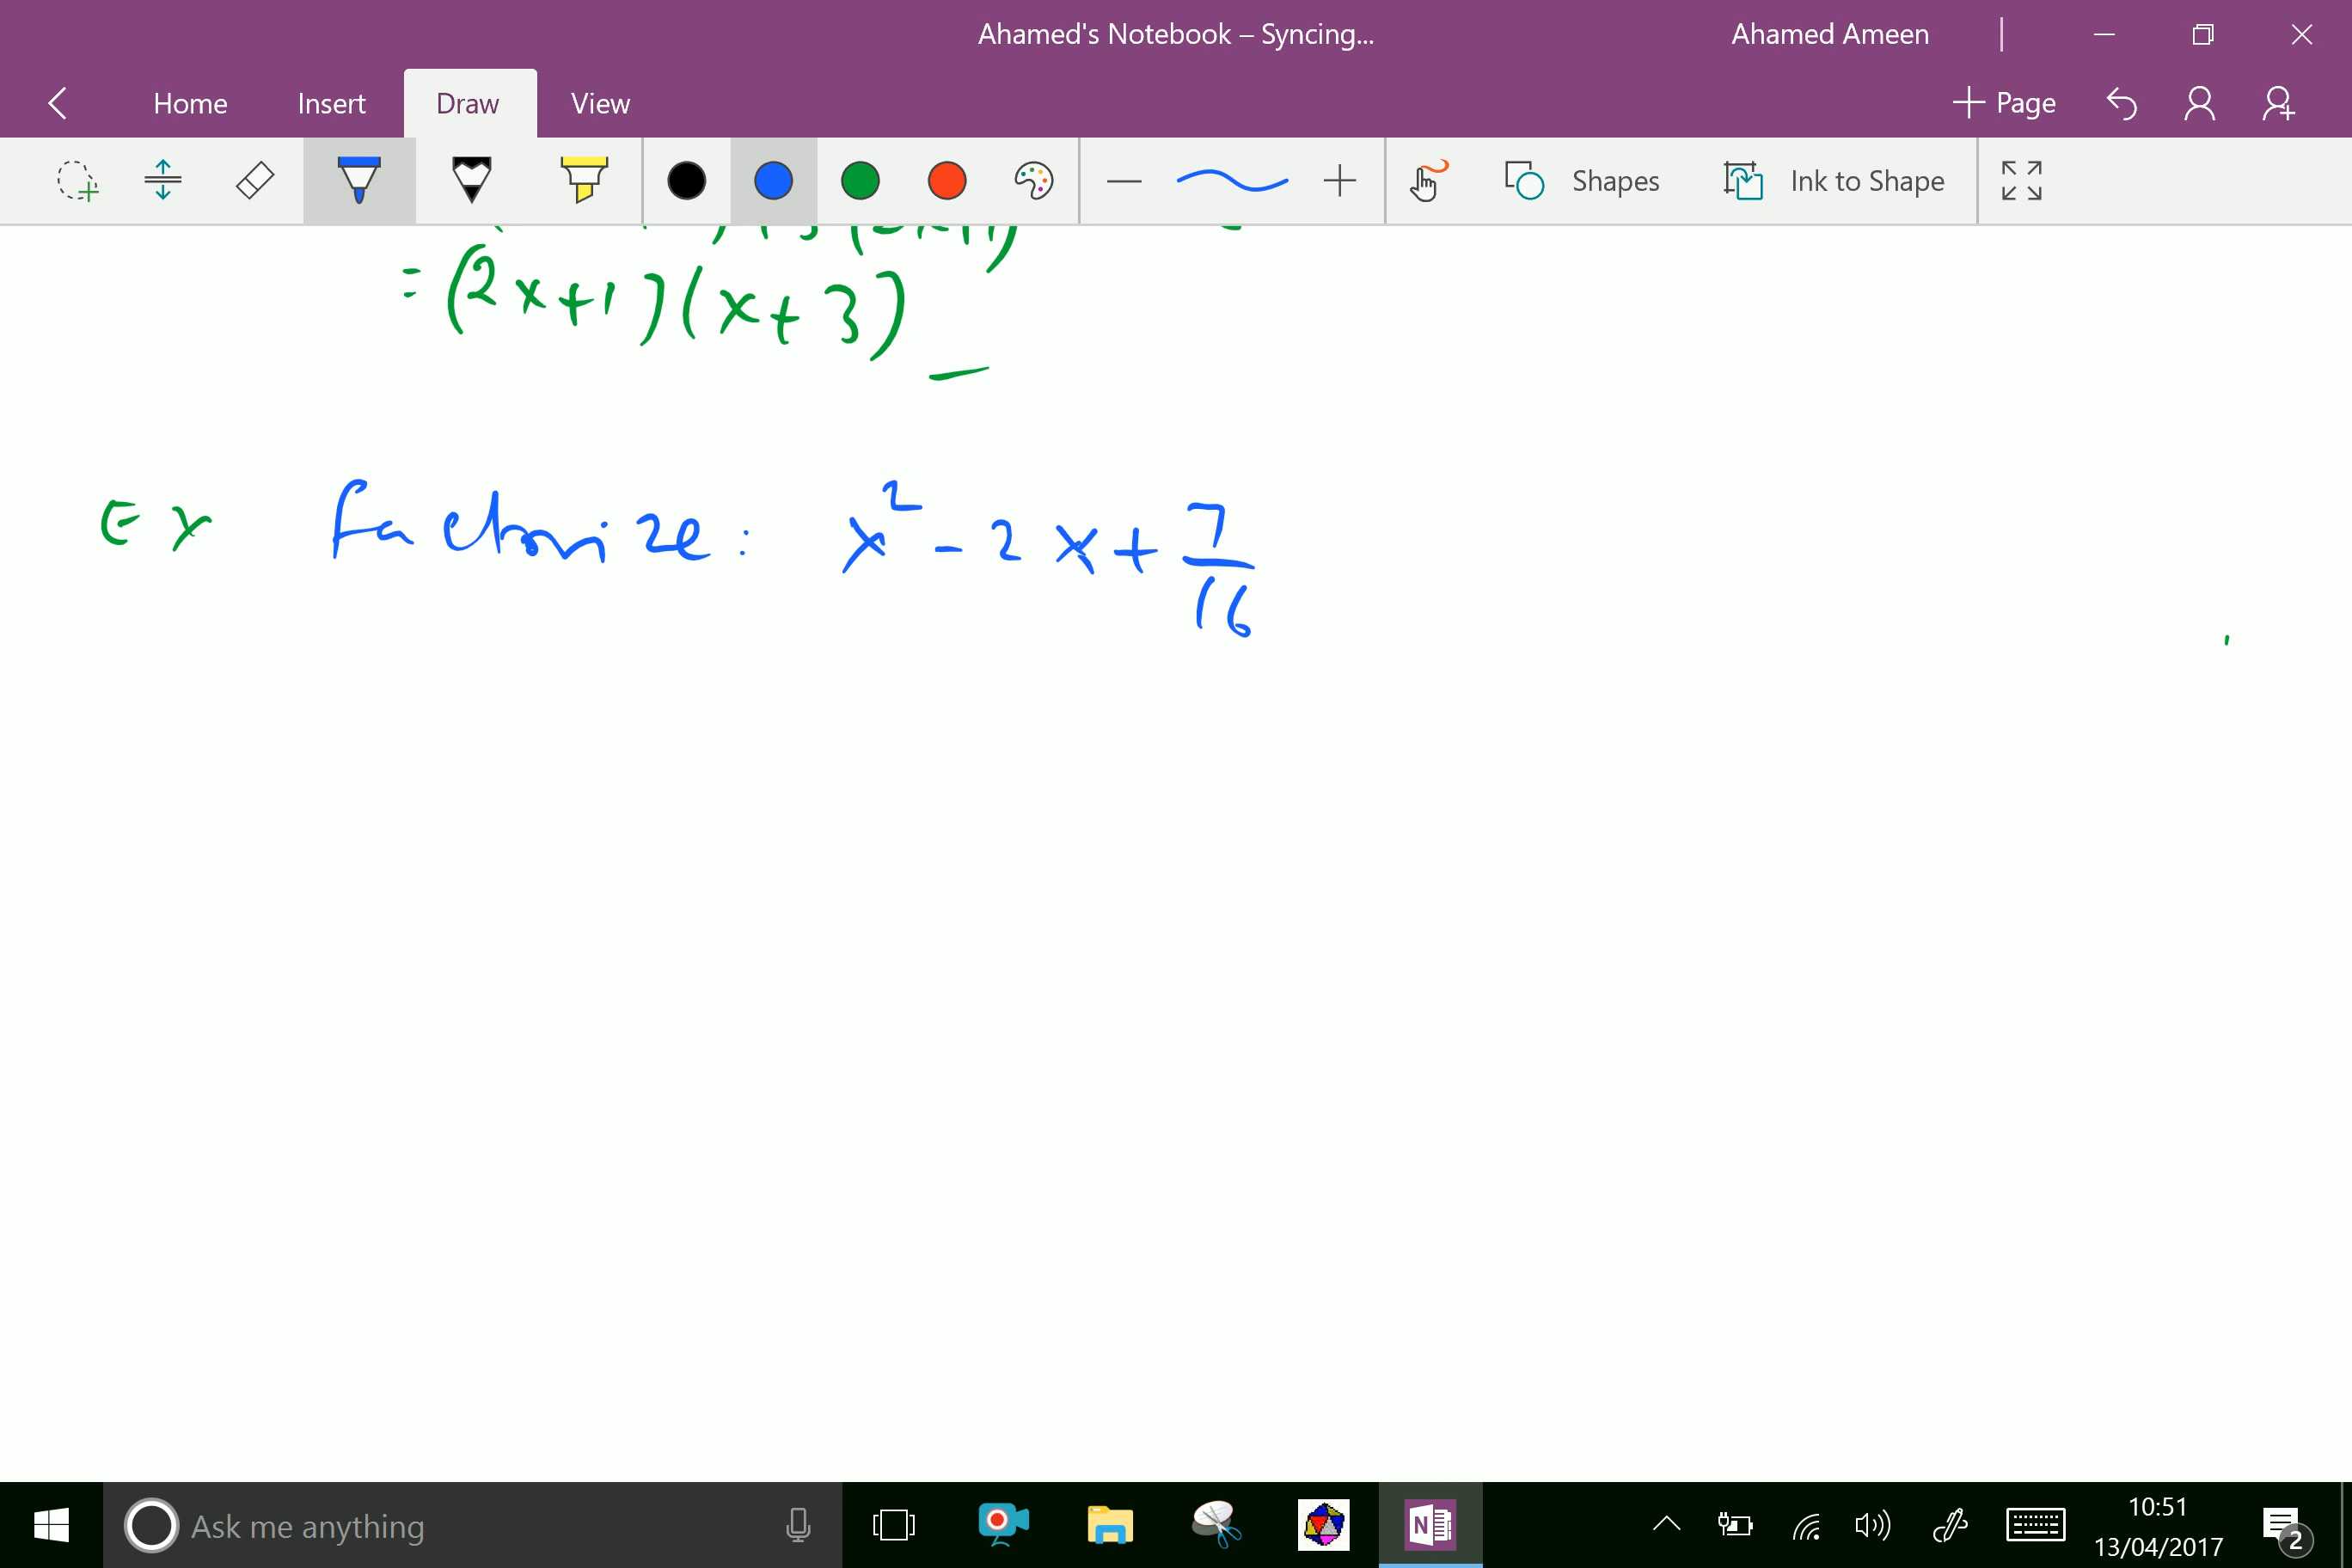 Ahamed's Notebook – Syncing... Ahamed Ameen
Home Insert Draw View Page
Shapes Ink to Shape
= (2x+1)(x+3)
Ex Factorize: x² - 2x + 7/16
Ask me anything
10:51
13/04/2017
2